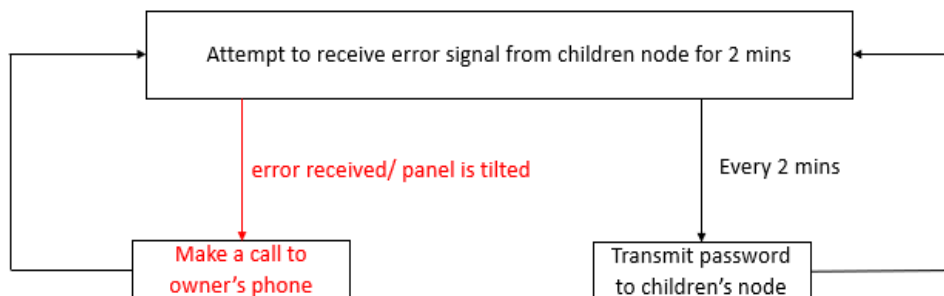 Attempt to receive error signal from children node for 2 mins
error received/ panel is tilted
Every 2 mins
Make a call to
owner's phone
Transmit password
to children's node